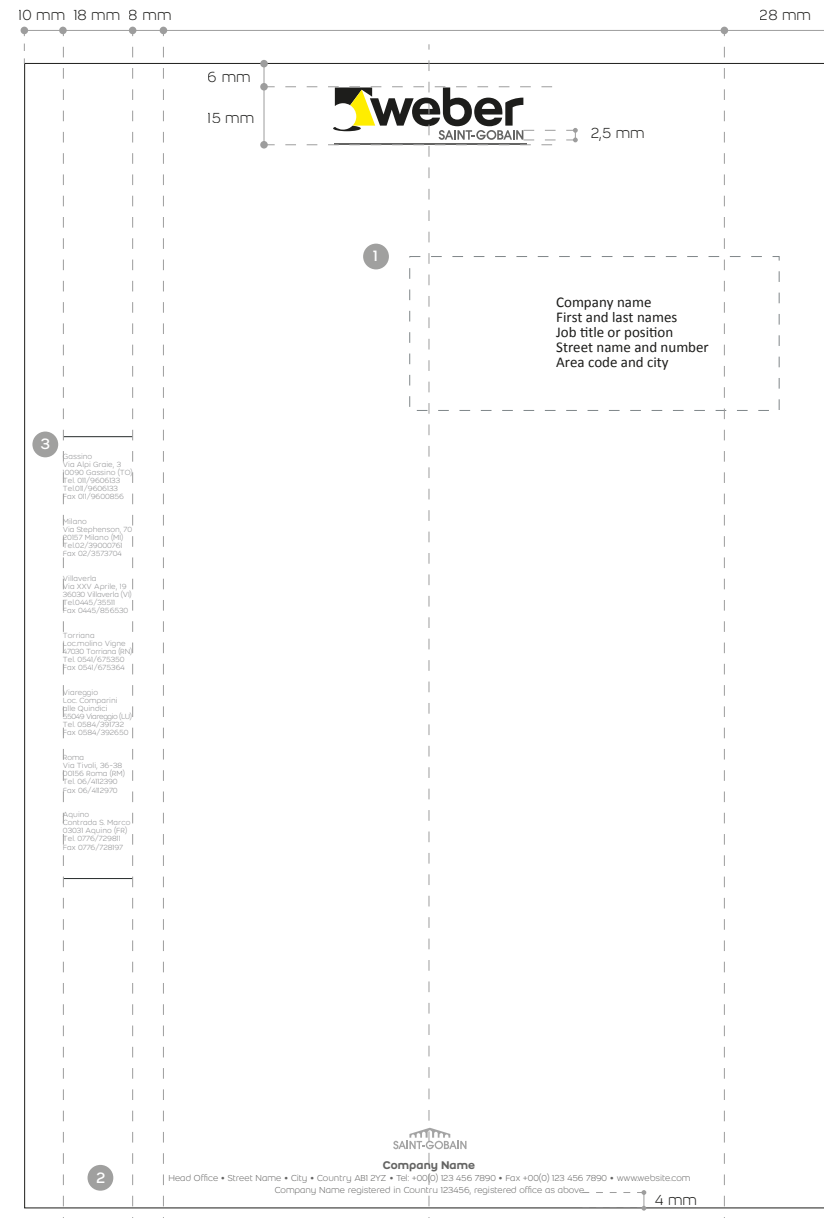 10 mm 18 mm 8 mm 28 mm
6 mm
15 mm
weber
SAINT-GOBAIN
2,5 mm
1
Company name
First and last names
Job title or position
Street name and number
Area code and city
3
Gassino
Via Alpi Graie, 3
10090 Gassino (TO)
Tel. 011/9606133
Tel.011/9606133
Fax 011/9600856
Milano
Via Stephenson, 70
20157 Milano (MI)
Tel.02/39000761
Fax 02/3573704
Villaverla
Via XXV Aprile, 19
36030 Villaverla (VI)
Tel.0445/35511
Fax 0445/856530
Torriana
Loc.molino Vigne
47030 Torriana (RN)
Tel. 0541/675350
Fax 0541/675364
Viareggio
Loc. Comparini
alle Quindici
55049 Viareggio (LU)
Tel. 0584/391732
Fax 0584/392650
Roma
Via Tivoli, 36-38
00156 Roma (RM)
Tel. 06/4112390
Fax 06/4112970
Aquino
Contrada S. Marco
03031 Aquino (FR)
Tel. 0776/729811
Fax 0776/728197
SAINT-GOBAIN
Company Name
2
Head Office • Street Name • City • Country AB1 2YZ • Tel: +00(0) 123 456 7890 • Fax +00(0) 123 456 7890 • www.website.com
Company Name registered in Country 123456, registered office as above
4 mm